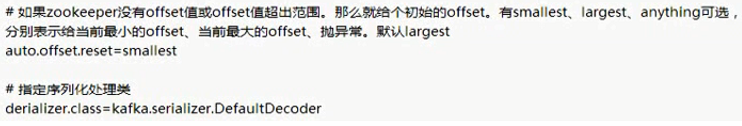 # 如果zookeeper没有offset值或offset值超出范围。那么就给个初始的offset。有smallest、largest、anything可选，
分别表示给当前最小的offset、当前最大的offset、抛异常。默认largest
auto.offset.reset=smallest
# 指定序列化处理类
derializer.class=kafka.serializer.DefaultDecoder